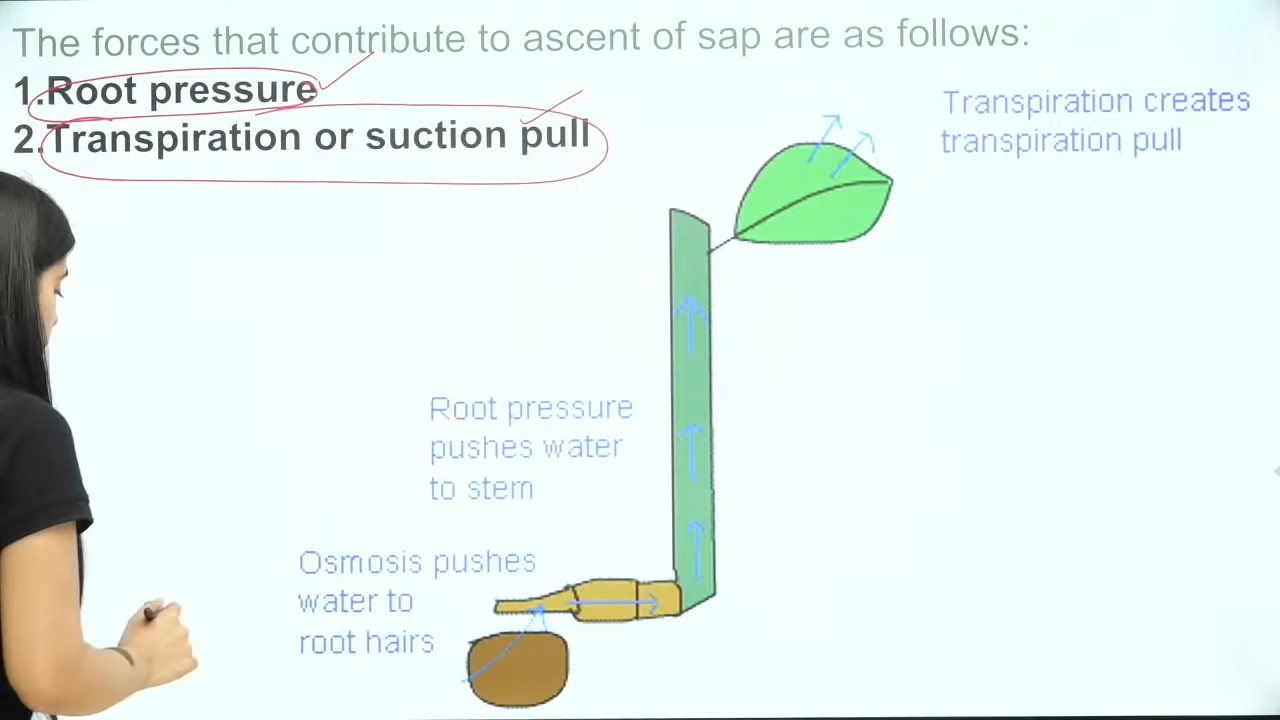 The forces that contribute to ascent of sap are as follows:
1.Root pressure
2.Transpiration or suction pull
Transpiration creates
transpiration pull
Root pressure
pushes water
to stem
Osmosis pushes
water to
root hairs